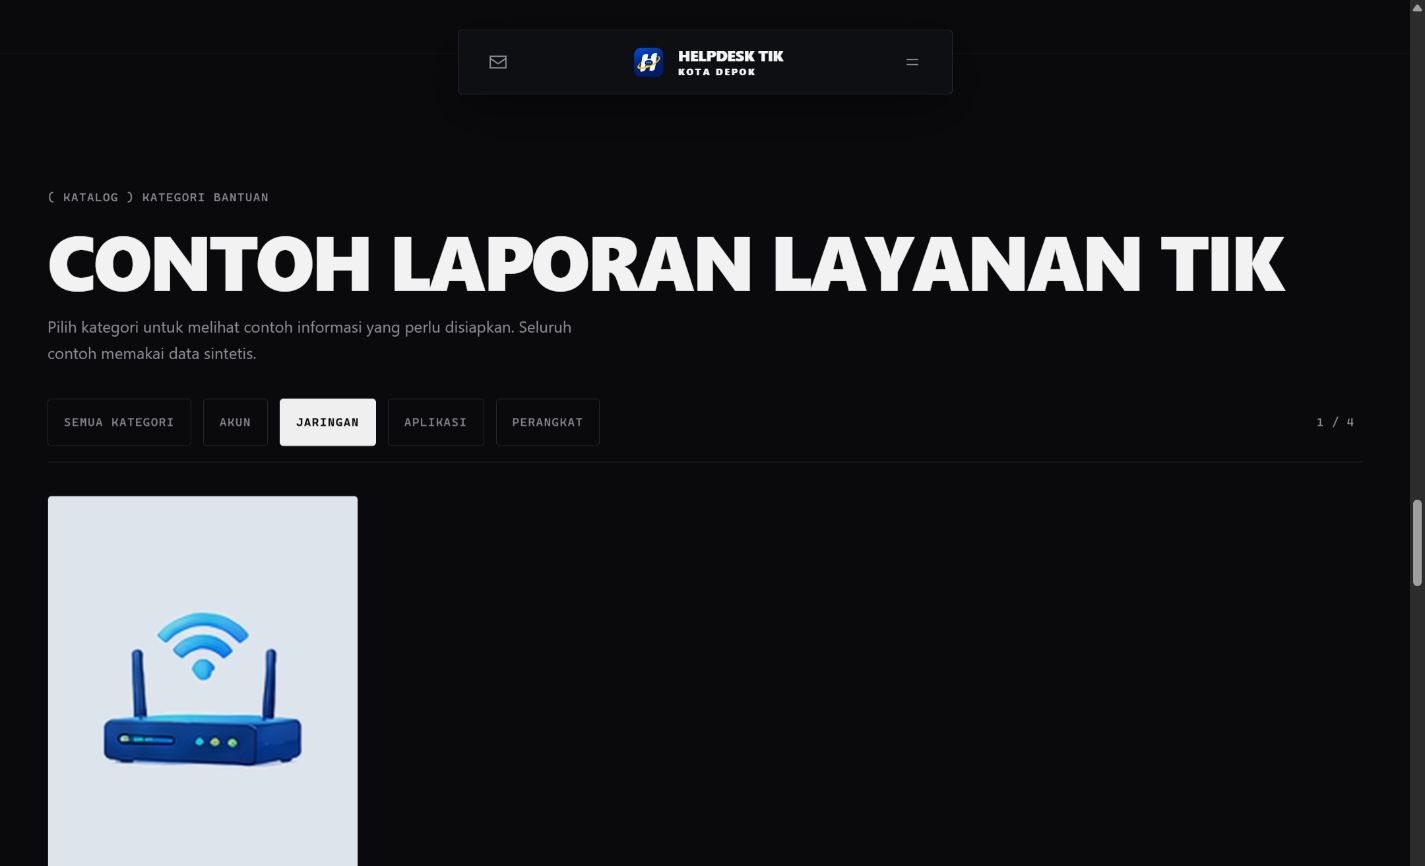 HELPDESK TIK
KOTA DEPOK
( KATALOG ) KATEGORI BANTUAN
CONTOH LAPORAN LAYANAN TIK
Pilih kategori untuk melihat contoh informasi yang perlu disiapkan. Seluruh
contoh memakai data sintetis.
SEMUA KATEGORI AKUN JARINGAN APLIKASI PERANGKAT 1 / 4